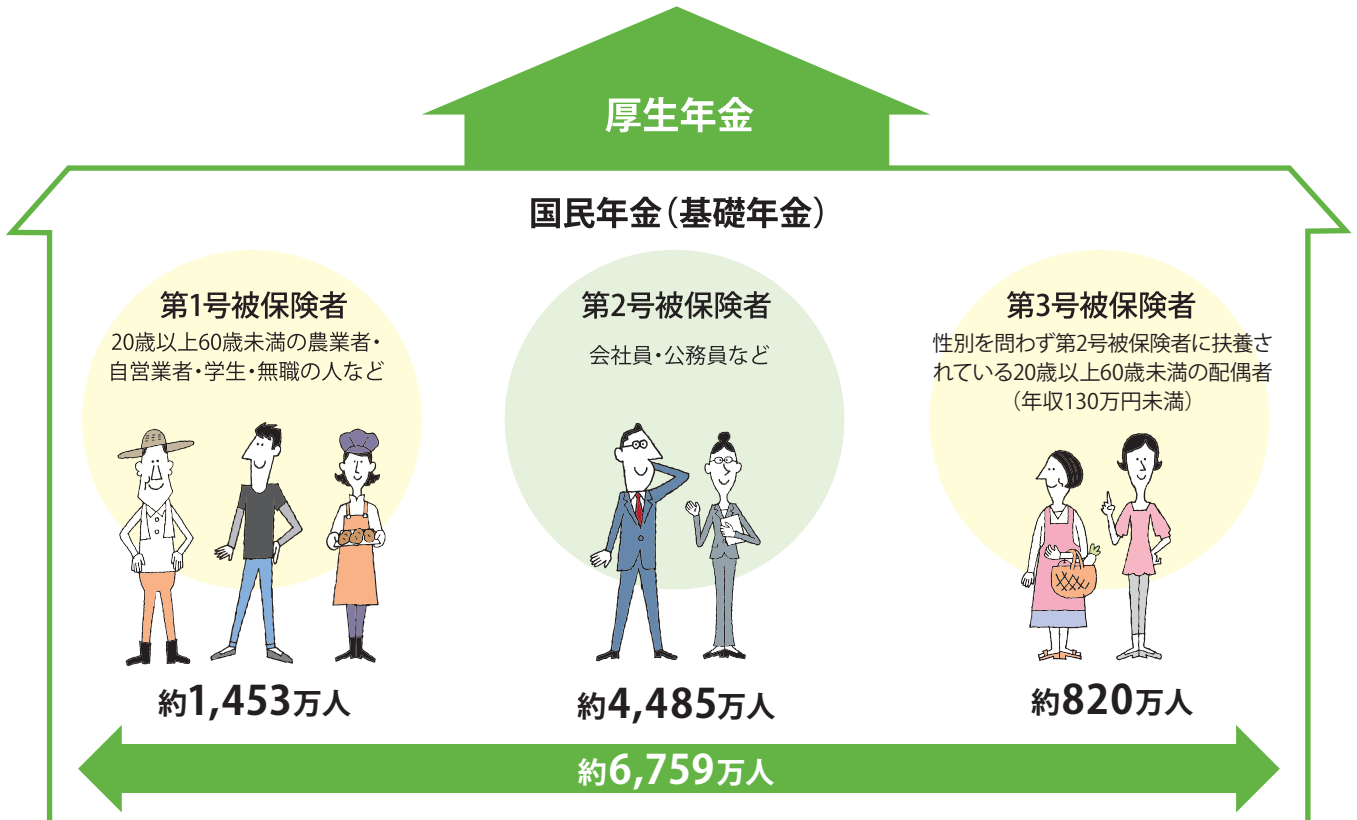 厚生年金
国民年金（基礎年金）
第1号被保険者
20歳以上60歳未満の農業者・
自営業者・学生・無職の人など
約1,453万人
第2号被保険者
会社員・公務員など
約4,485万人
第3号被保険者
性別を問わず第2号被保険者に扶養さ
れている20歳以上60歳未満の配偶者
（年収130万円未満）
約820万人
約6,759万人